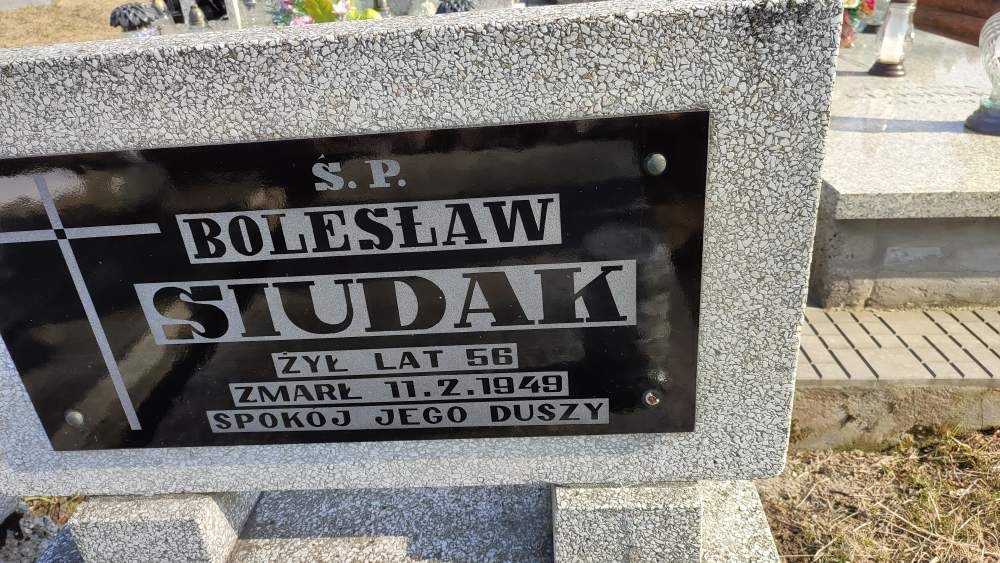 Ś. P.
BOLESŁAW
SIUDAK
ŻYŁ LAT 56
ZMARŁ 11.2.1949
SPOKÓJ JEGO DUSZY